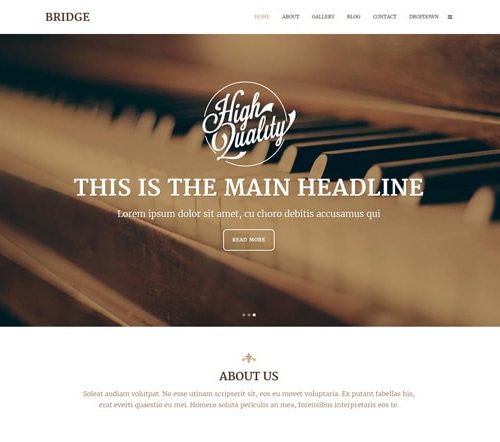 BRIDGE
HOME ABOUT GALLERY BLOG CONTACT DROPDOWN
High
Quality
THIS IS THE MAIN HEADLINE
Lorem ipsum dolor sit amet, cu choro debitis accusamus qui
READ MORE
ABOUT US
Soleat audiam volutpat. No esse utinam scripserit sit, eos eu movet voluptaria. Ex putant fabellas his,
erat everti quaestio eu mei. Homero soluta periculis an mea, forensibus interpretaris eos te.